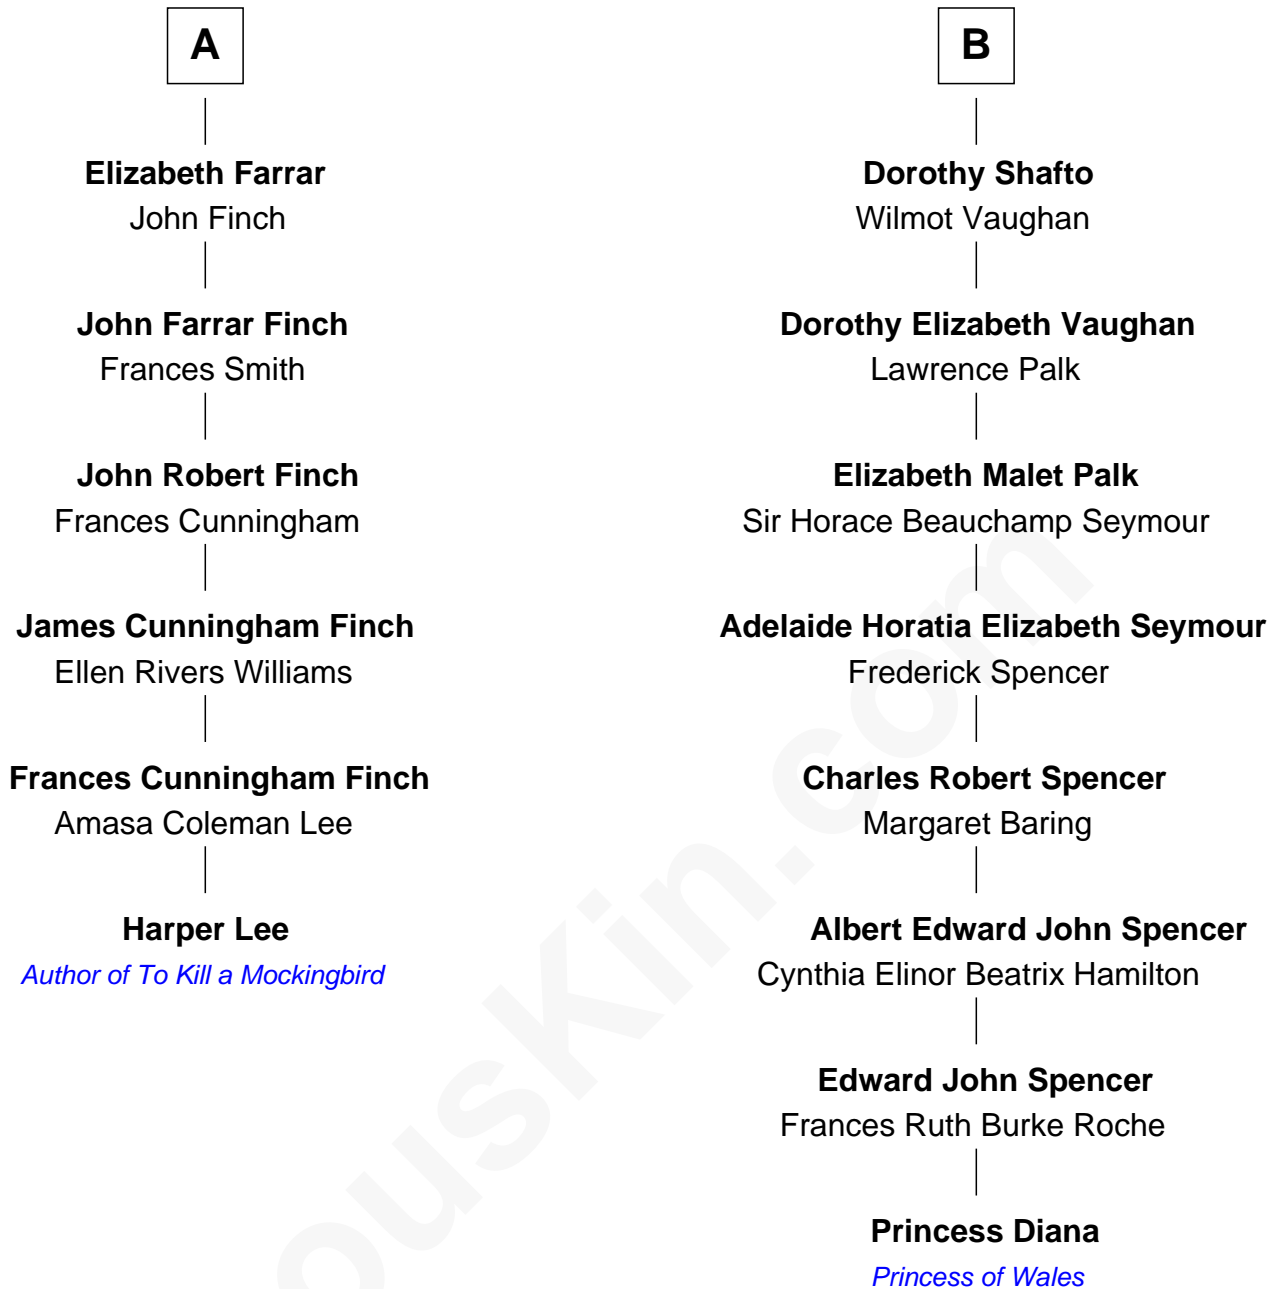 A
Elizabeth Farrar
John Finch
John Farrar Finch
Frances Smith
John Robert Finch
Frances Cunningham
James Cunningham Finch
Ellen Rivers Williams
Frances Cunningham Finch
Amasa Coleman Lee
Harper Lee
Author of To Kill a Mockingbird
B
Dorothy Shafto
Wilmot Vaughan
Dorothy Elizabeth Vaughan
Lawrence Palk
Elizabeth Malet Palk
Sir Horace Beauchamp Seymour
Adelaide Horatia Elizabeth Seymour
Frederick Spencer
Charles Robert Spencer
Margaret Baring
Albert Edward John Spencer
Cynthia Elinor Beatrix Hamilton
Edward John Spencer
Frances Ruth Burke Roche
Princess Diana
Princess of Wales
ousKin.com